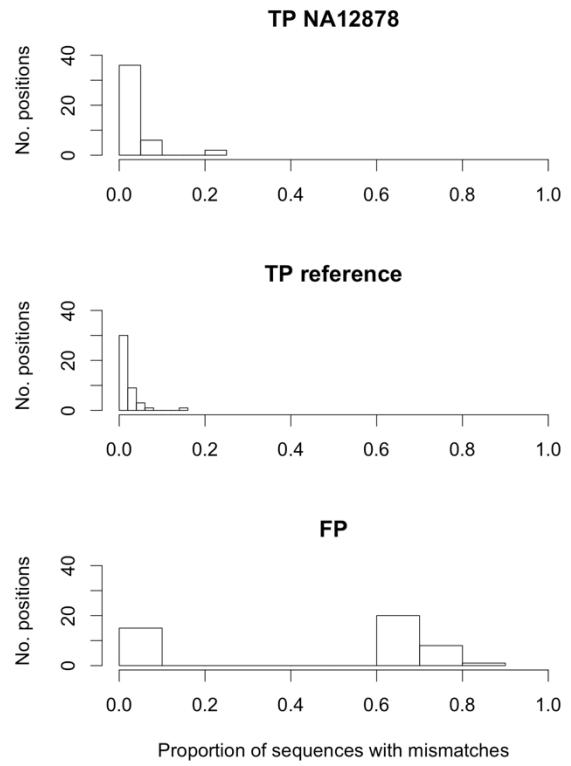 TP NA12878
No. positions
40
20
0
0.0 0.2 0.4 0.6 0.8 1.0
TP reference
No. positions
40
20
0
0.0 0.2 0.4 0.6 0.8 1.0
FP
No. positions
40
20
0
0.0 0.2 0.4 0.6 0.8 1.0
Proportion of sequences with mismatches